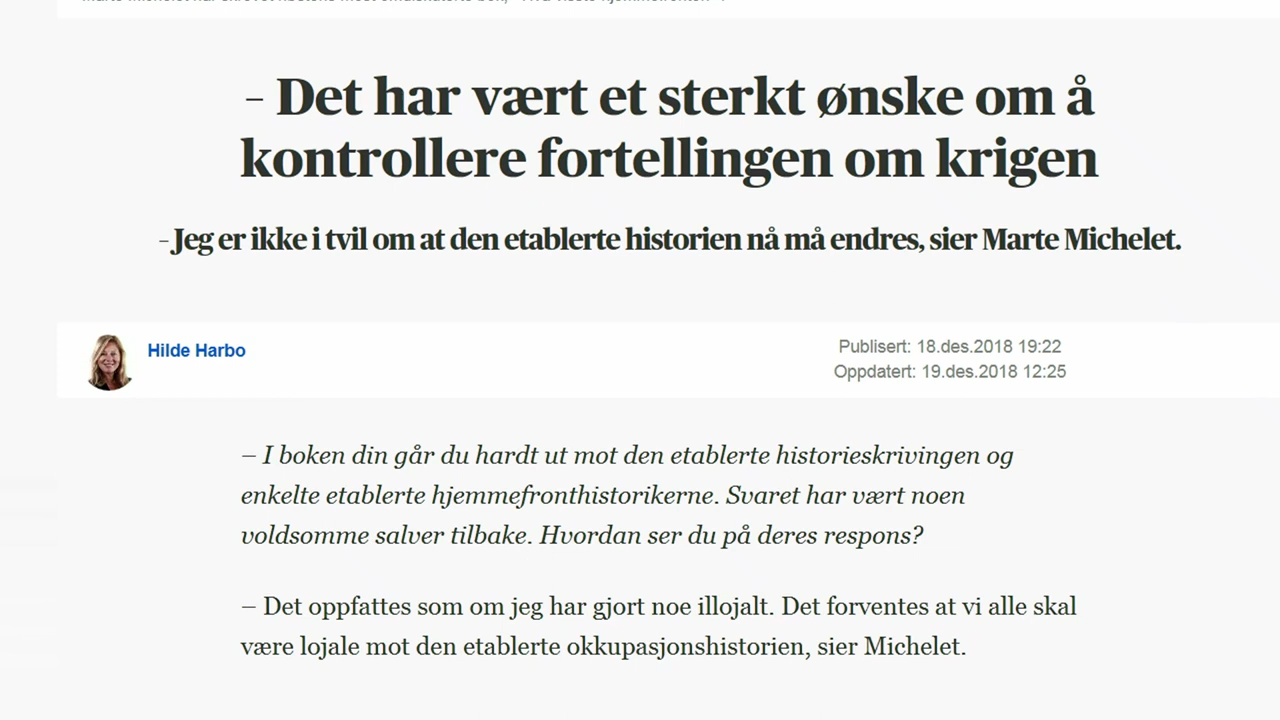 – Det har vært et sterkt ønske om å
kontrollere fortellingen om krigen
– Jeg er ikke i tvil om at den etablerte historien nå må endres, sier Marte Michelet.
Hilde Harbo
Publisert: 18.des.2018 19:22
Oppdatert: 19.des.2018 12:25
– I boken din går du hardt ut mot den etablerte historieskrivingen og
enkelte etablerte hjemmefronthistorikerne. Svaret har vært noen
voldsomme salver tilbake. Hvordan ser du på deres respons?
– Det oppfattes som om jeg har gjort noe illojalt. Det forventes at vi alle skal
være lojale mot den etablerte okkupasjonshistorien, sier Michelet.